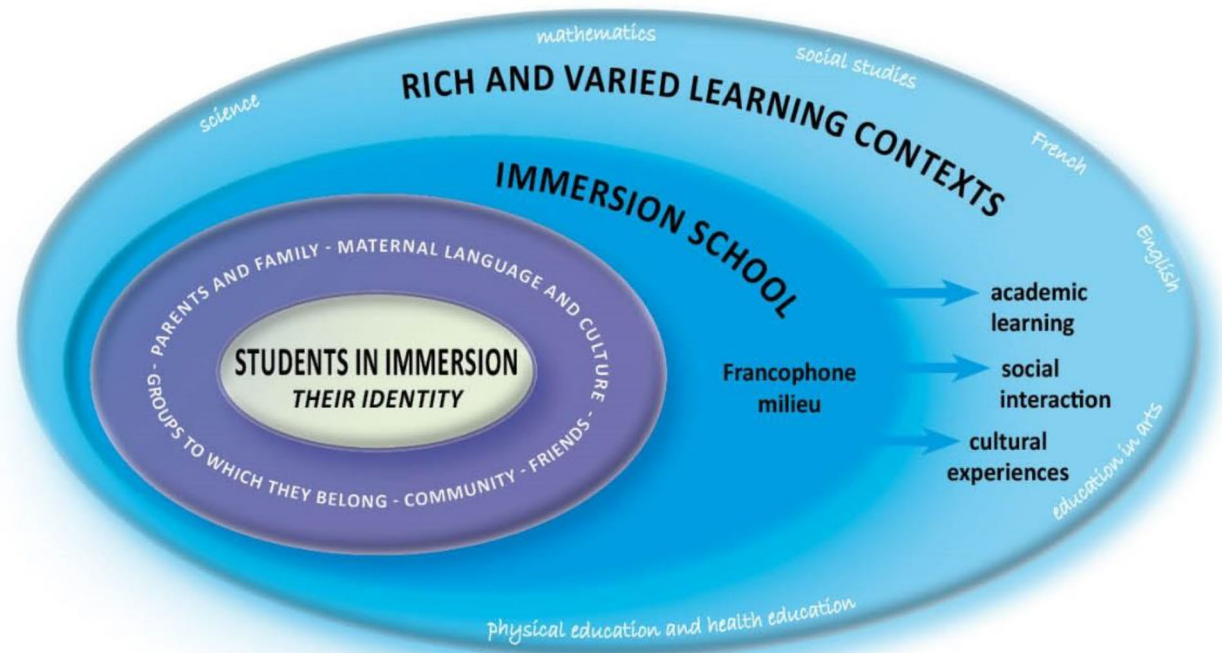 mathematics
social studies
science
French
English
education in arts
physical education and health education
RICH AND VARIED LEARNING CONTEXTS
IMMERSION SCHOOL
Francophone
milieu
academic
learning
social
interaction
cultural
experiences
- PARENTS AND FAMILY - MATERNAL LANGUAGE AND CULTURE - FRIENDS - COMMUNITY - GROUPS TO WHICH THEY BELONG
STUDENTS IN IMMERSION
THEIR IDENTITY